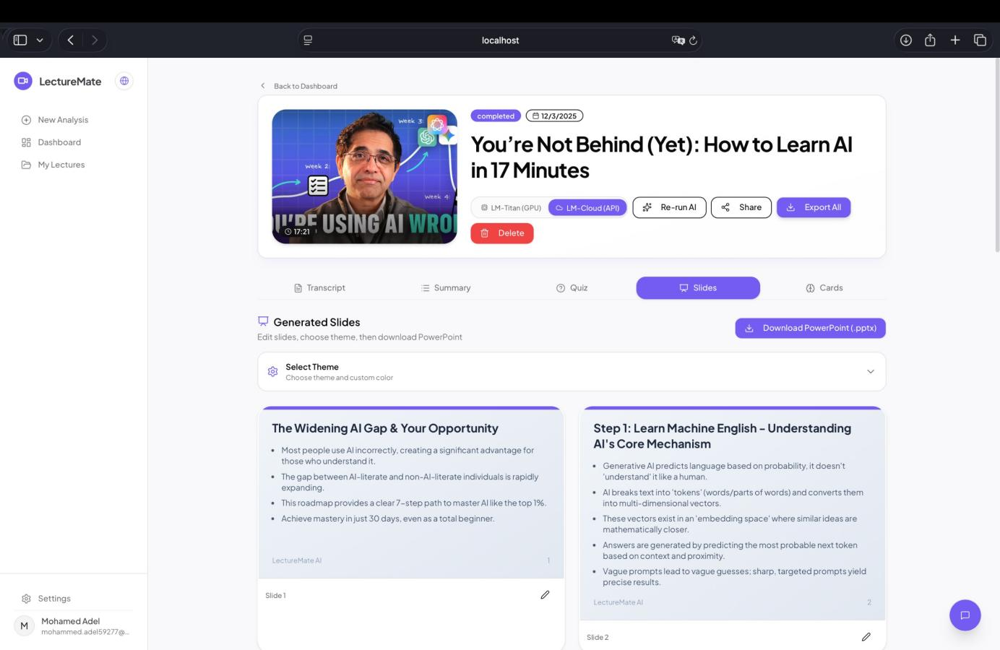 localhost
LectureMate
New Analysis
Dashboard
My Lectures
Settings
M
Mohamed Adel
mohammed.adel59277@...
Back to Dashboard
Week 3:
Week 2:
Week 4:
YOU'RE USING AI WRO
17:21
completed
12/3/2025
You're Not Behind (Yet): How to Learn AI
in 17 Minutes
LM-Titan (GPU)
LM-Cloud (API)
Re-run AI
Share
Export All
Delete
Transcript
Summary
Quiz
Slides
Cards
Generated Slides
Edit slides, choose theme, then download PowerPoint
Download PowerPoint (.pptx)
Select Theme
Choose theme and custom color
The Widening AI Gap & Your Opportunity
• Most people use AI incorrectly, creating a significant advantage for
those who understand it.
• The gap between AI-literate and non-AI-literate individuals is rapidly
expanding.
• This roadmap provides a clear 7-step path to master AI like the top 1%.
• Achieve mastery in just 30 days, even as a total beginner.
LectureMate AI
1
Slide 1
Step 1: Learn Machine English - Understanding
AI's Core Mechanism
• Generative AI predicts language based on probability, it doesn't
'understand' it like a human.
• AI breaks text into 'tokens' (words/parts of words) and converts them
into multi-dimensional vectors.
• These vectors exist in an 'embedding space' where similar ideas are
mathematically closer.
• Answers are generated by predicting the most probable next token
based on context and proximity.
• Vague prompts lead to vague guesses; sharp, targeted prompts yield
precise results.
LectureMate AI
2
Slide 2